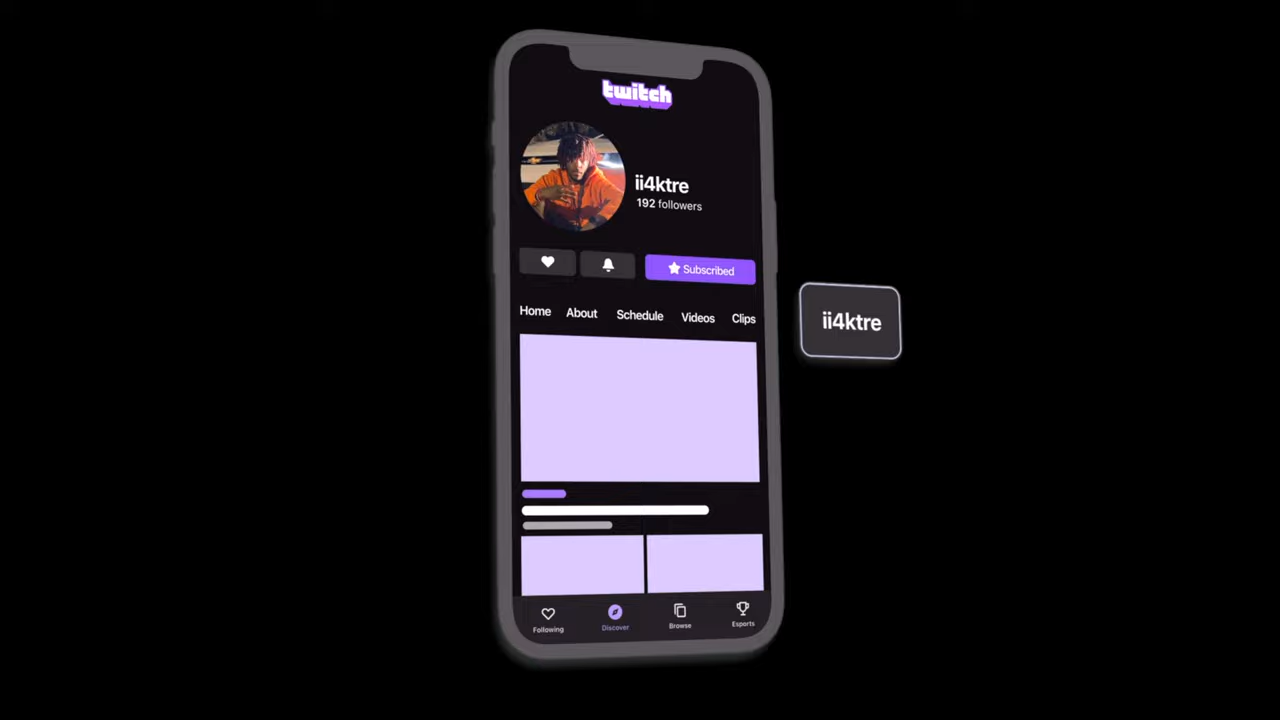 twitch
ii4ktre
192 followers
Subscribed
Home About Schedule Videos Clips
ii4ktre
Following Discover Browse Esports